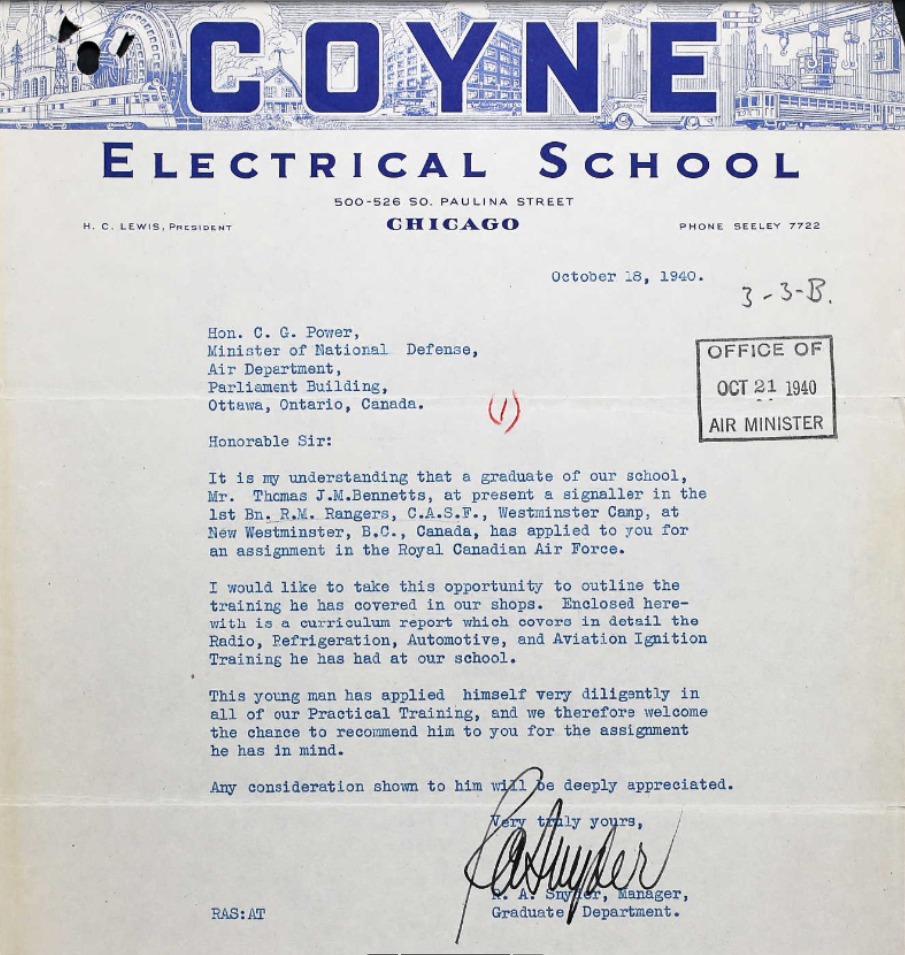 COYNE
ELECTRICAL SCHOOL
500-526 SO. PAULINA STREET
H. C. LEWIS, PRESIDENT
CHICAGO
PHONE SEELEY 7722
October 18, 1940.
3-3-B.
Hon. C. G. Power,
Minister of National Defense,
Air Department,
Parliament Building,
Ottawa, Ontario, Canada.
OFFICE OF
OCT 21 1940
AIR MINISTER
(1)
Honorable Sir:
It is my understanding that a graduate of our school,
Mr. Thomas J.M.Bennetts, at present a signaller in the
1st Bn. R.M. Rangers, C.A.S.F., Westminster Camp, at
New Westminster, B.C., Canada, has applied to you for
an assignment in the Royal Canadian Air Force.
I would like to take this opportunity to outline the
training he has covered in our shops. Enclosed here-
with is a curriculum report which covers in detail the
Radio, Refrigeration, Automotive, and Aviation Ignition
Training he has had at our school.
This young man has applied himself very diligently in
all of our Practical Training, and we therefore welcome
the chance to recommend him to you for the assignment
he has in mind.
Any consideration shown to him will be deeply appreciated.
Very truly yours,
RASnyder
R. A. Snyder, Manager,
RAS:AT
Graduate Department.